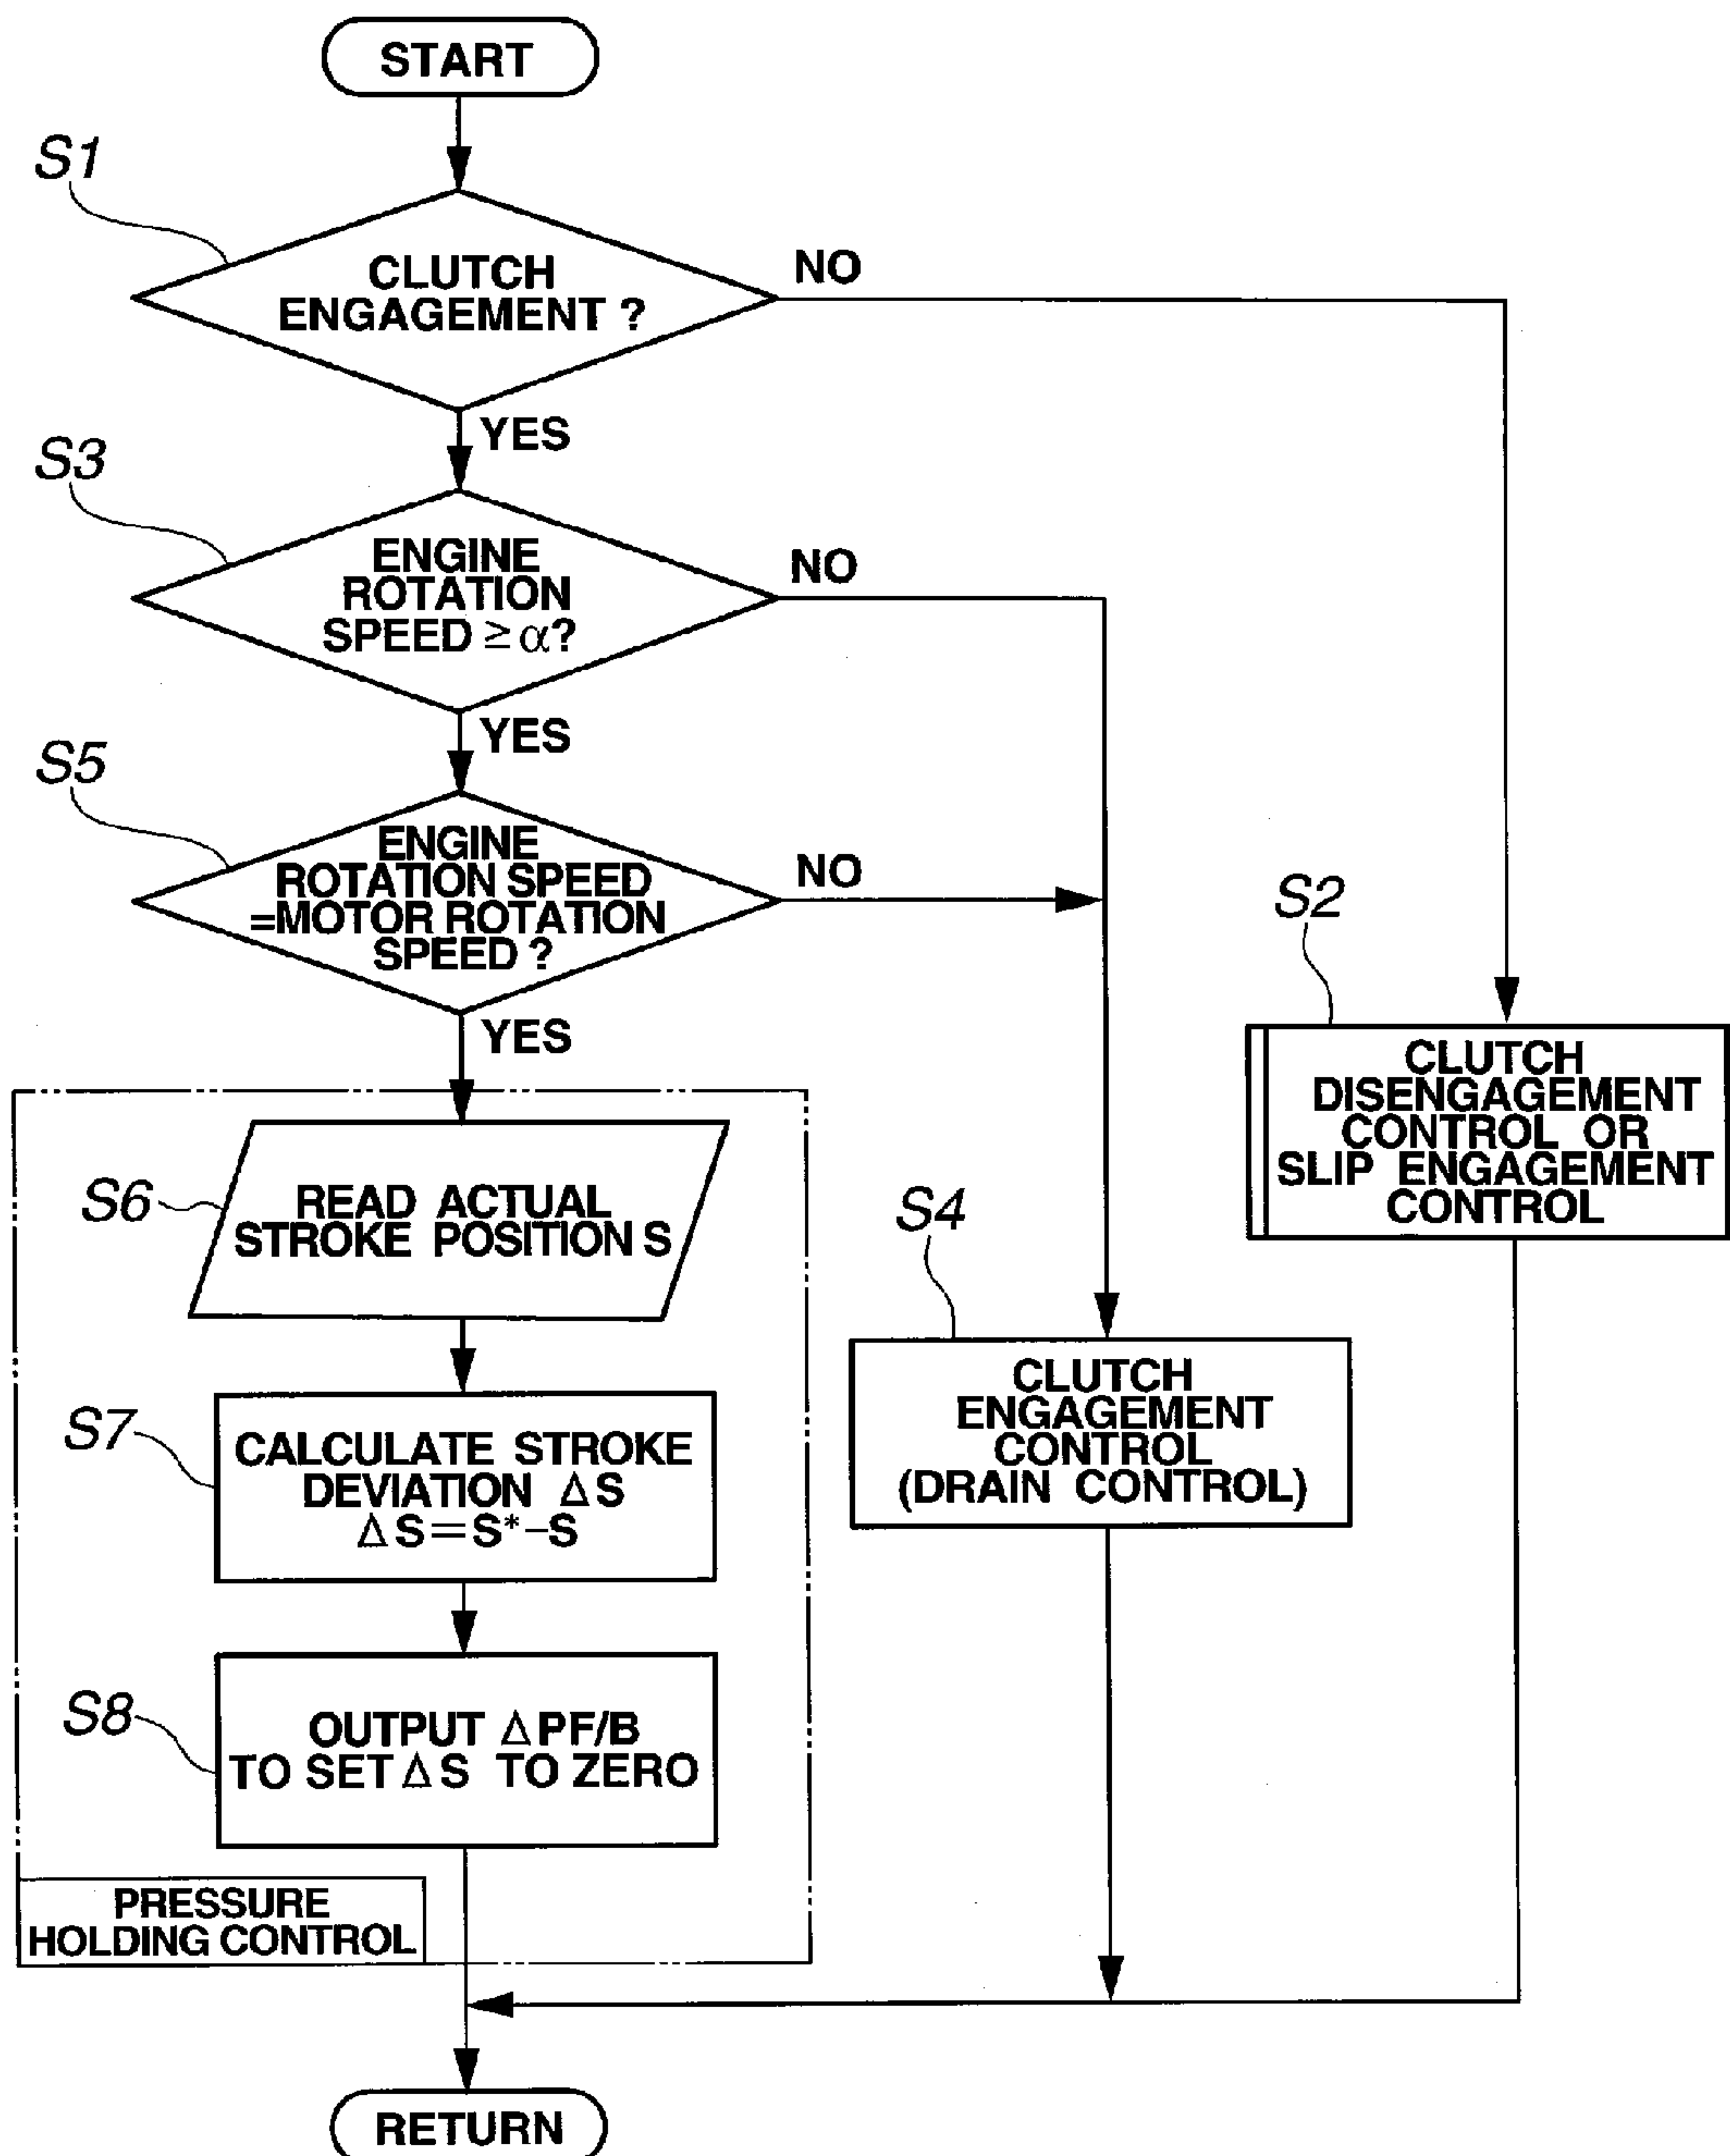 START
S1
CLUTCH
ENGAGEMENT ?
NO
YES
S3
ENGINE
ROTATION
SPEED ≥ α?
NO
YES
S5
ENGINE
ROTATION SPEED
=MOTOR ROTATION
SPEED ?
NO
YES
S2
CLUTCH
DISENGAGEMENT
CONTROL OR
SLIP ENGAGEMENT
CONTROL
S6
READ ACTUAL
STROKE POSITION S
S4
CLUTCH
ENGAGEMENT
CONTROL
(DRAIN CONTROL)
S7
CALCULATE STROKE
DEVIATION ΔS
ΔS=S*–S
S8
OUTPUT ΔPF/B
TO SET ΔS TO ZERO
PRESSURE
HOLDING CONTROL
RETURN